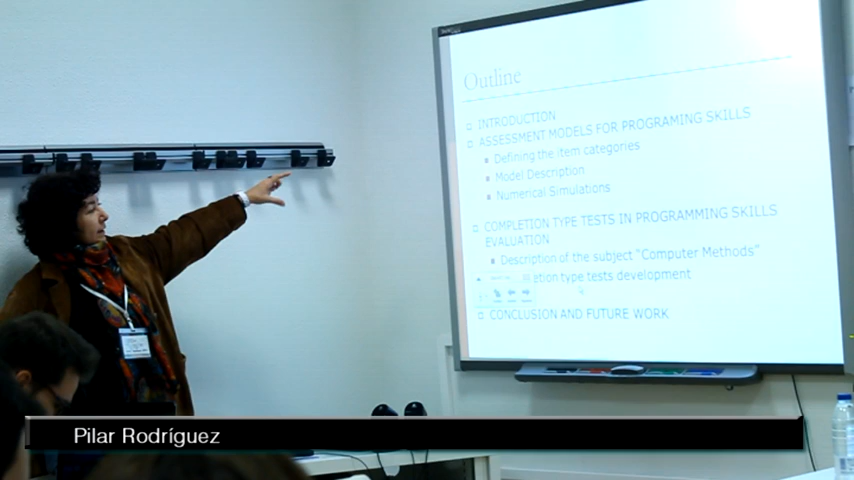 Outline
INTRODUCTION
ASSESSMENT MODELS FOR PROGRAMING SKILLS
Defining the item categories
Model Description
Numerical Simulations
COMPLETION TYPE TESTS IN PROGRAMMING SKILLS
EVALUATION
Description of the subject "Computer Methods"
type tests development
CONCLUSION AND FUTURE WORK
Pilar Rodríguez